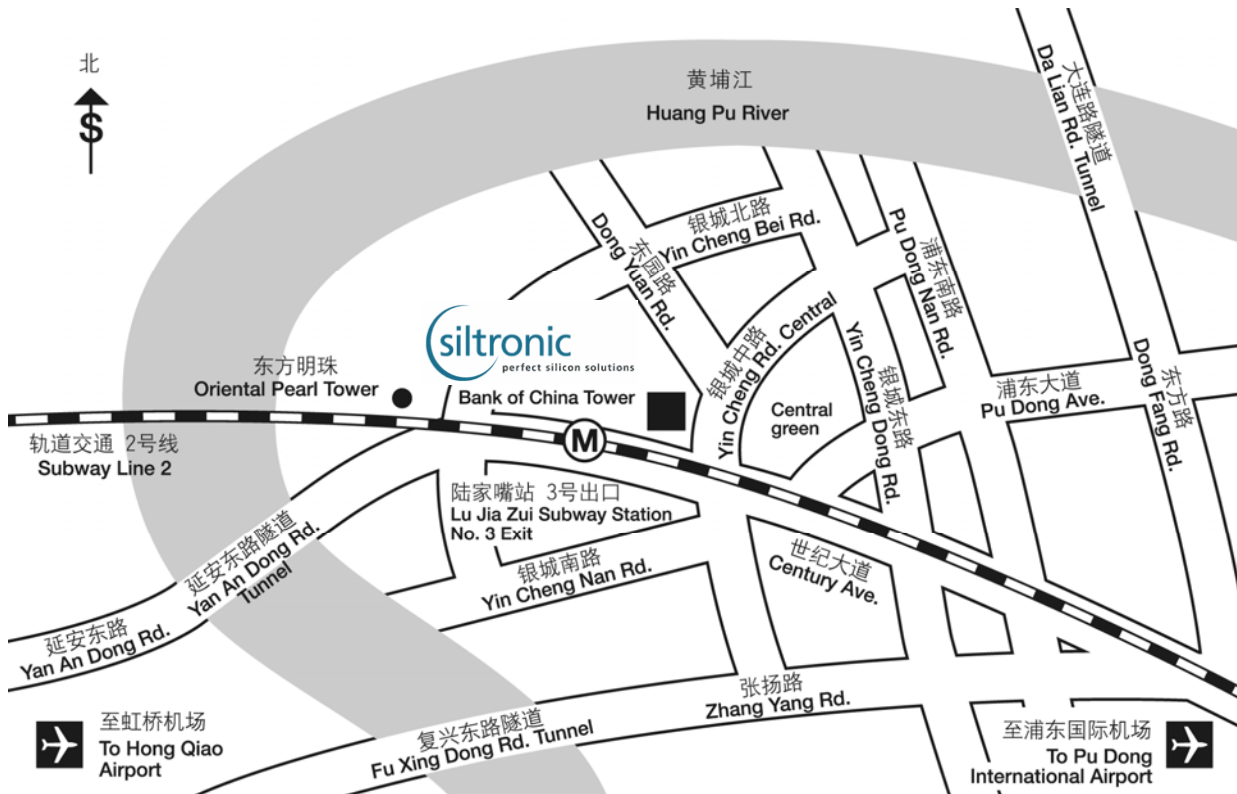 北
S
黄埔江
Huang Pu River
大连路隧道
Da Lian Rd. Tunnel
银城北路
Yin Cheng Bei Rd.
东园路
Dong Yuan Rd.
浦东南路
Pu Dong Nan Rd.
siltronic
perfect silicon solutions
东方明珠
Oriental Pearl Tower
Bank of China Tower
银城中路
Yin Cheng Rd. Central
Central
green
银城东路
Yin Cheng Dong Rd.
浦东大道
Pu Dong Ave.
东方路
Dong Fang Rd.
轨道交通 2号线
Subway Line 2
M
陆家嘴站 3号出口
Lu Jia Zui Subway Station
No. 3 Exit
延安东路隧道
Yan An Dong Rd.
Tunnel
银城南路
Yin Cheng Nan Rd.
世纪大道
Century Ave.
延安东路
Yan An Dong Rd.
张扬路
Zhang Yang Rd.
复兴东路隧道
Fu Xing Dong Rd. Tunnel
至虹桥机场
To Hong Qiao
Airport
至浦东国际机场
To Pu Dong
International Airport